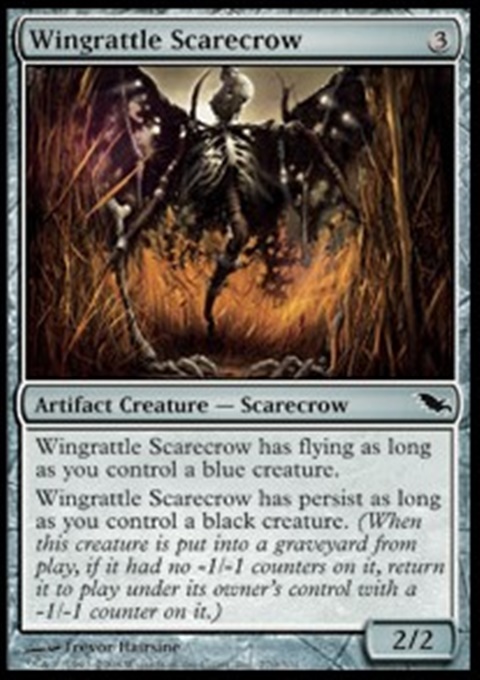 Wingrattle Scarecrow 3
Artifact Creature — Scarecrow
Wingrattle Scarecrow has flying as long
as you control a blue creature.
Wingrattle Scarecrow has persist as long
as you control a black creature. (When
this creature is put into a graveyard from
play, if it had no -1/-1 counters on it, return
it to play under its owner's control with a
-1/-1 counter on it.)
Trevor Hairsine
2/2